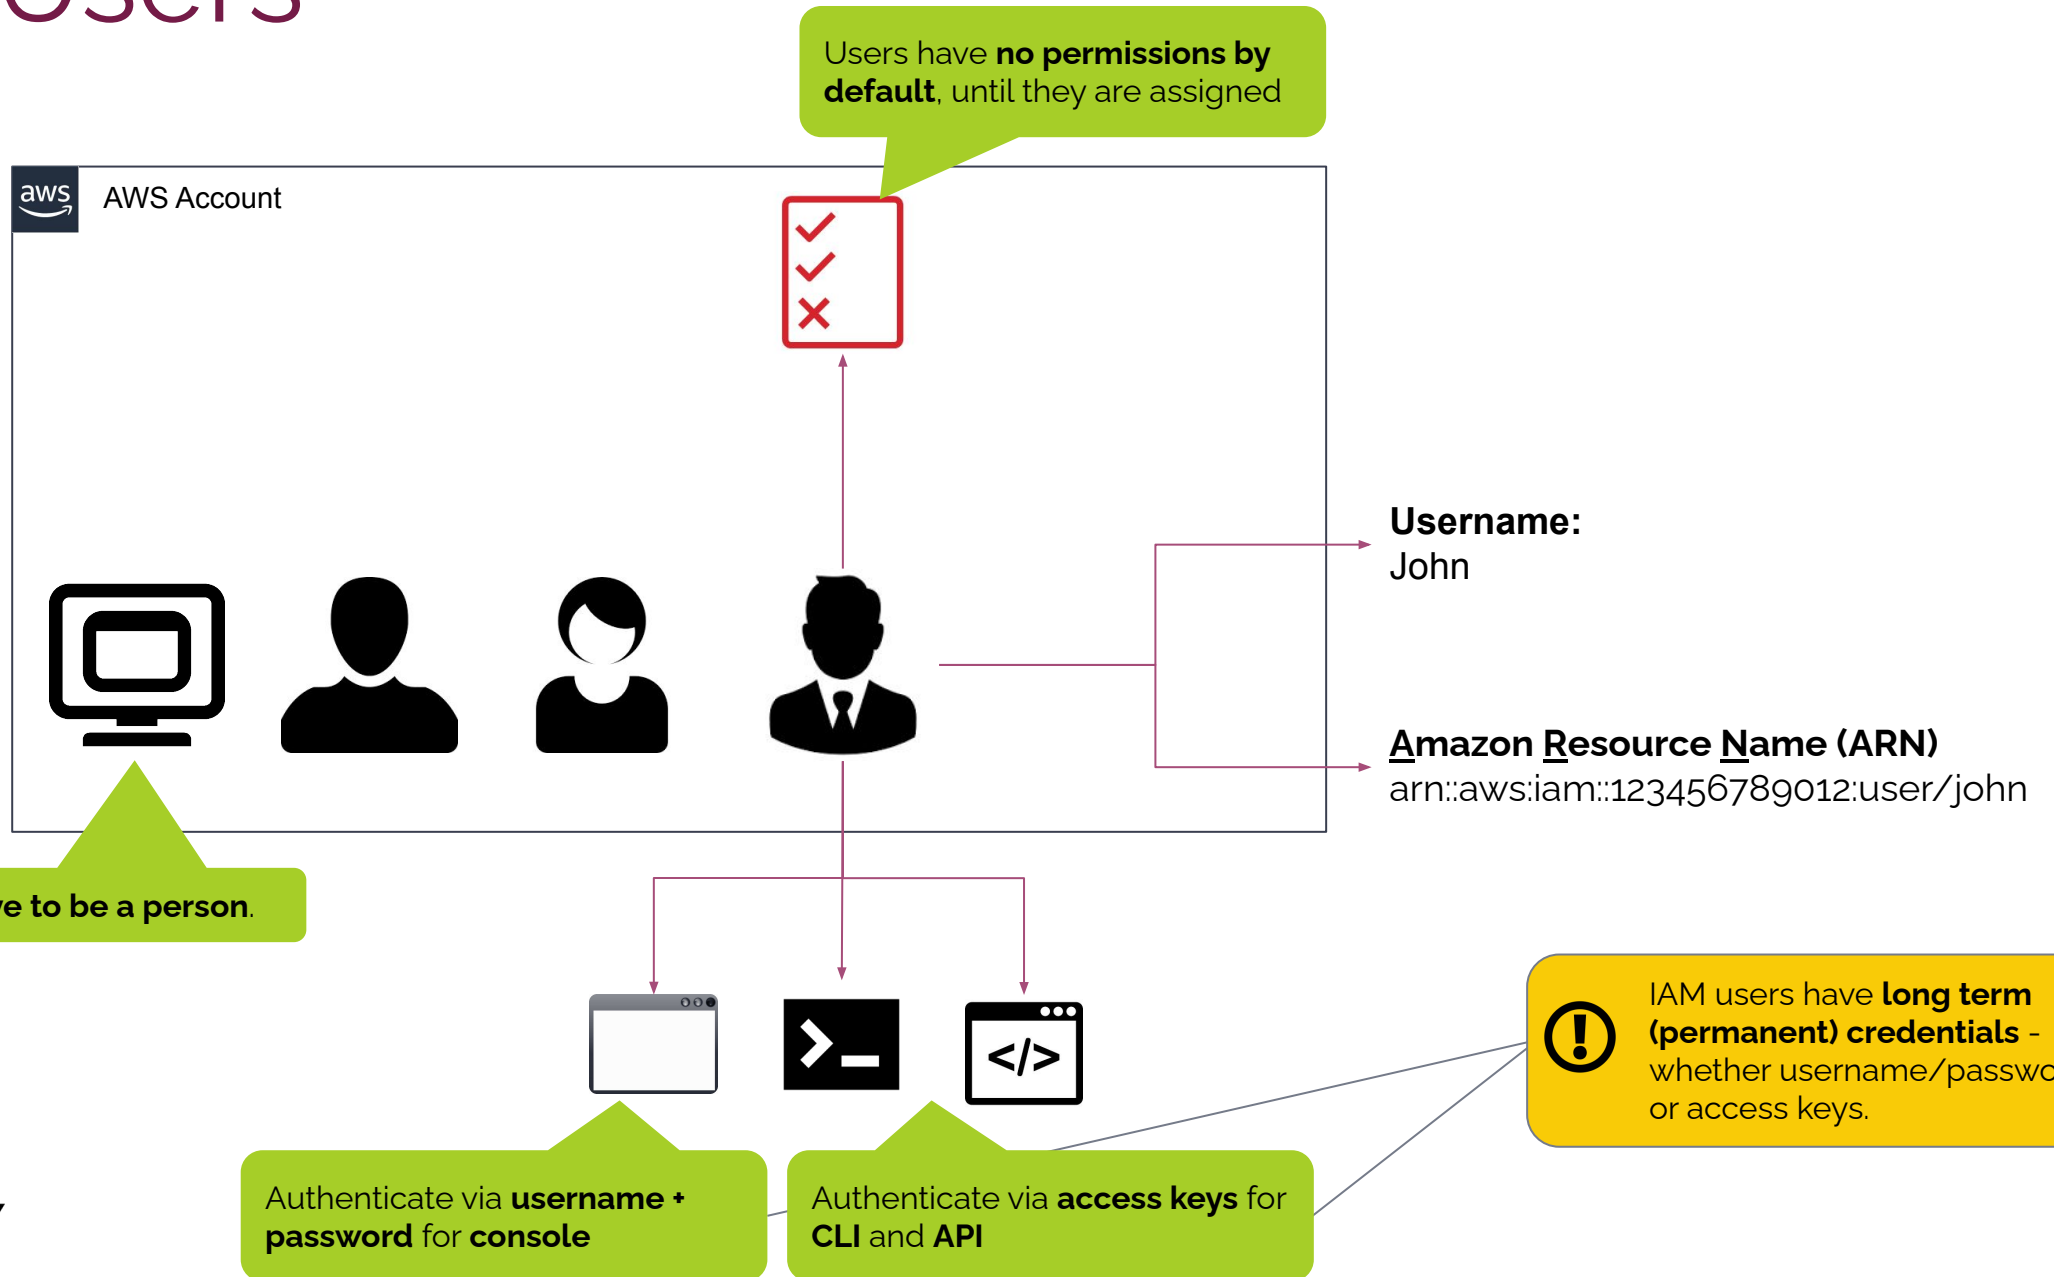 Users
Users have no permissions by
default, until they are assigned
aws
AWS Account
Username:
John
Amazon Resource Name (ARN)
arn::aws:iam::123456789012:user/john
to be a person.
>_
</>
IAM users have long term
(permanent) credentials -
whether username/passwo
or access keys.
Authenticate via username +
password for console
Authenticate via access keys for
CLI and API